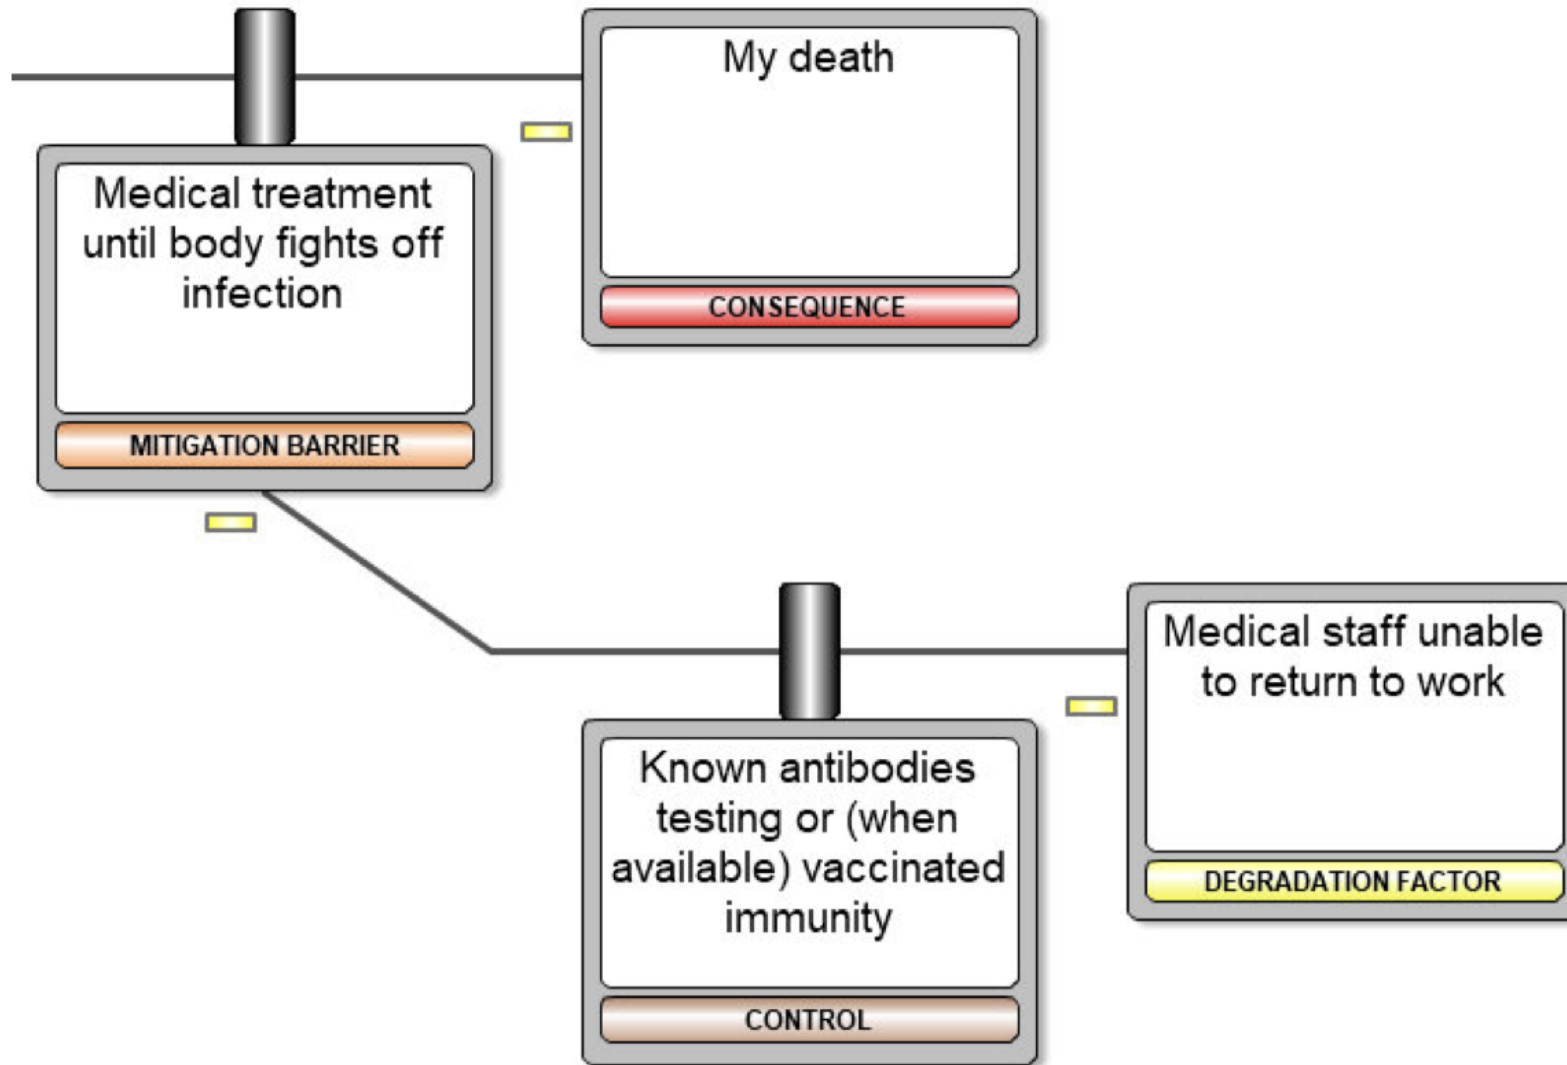 My death
CONSEQUENCE
Medical treatment
until body fights off
infection
MITIGATION BARRIER
Medical staff unable
to return to work
DEGRADATION FACTOR
Known antibodies
testing or (when
available) vaccinated
immunity
CONTROL